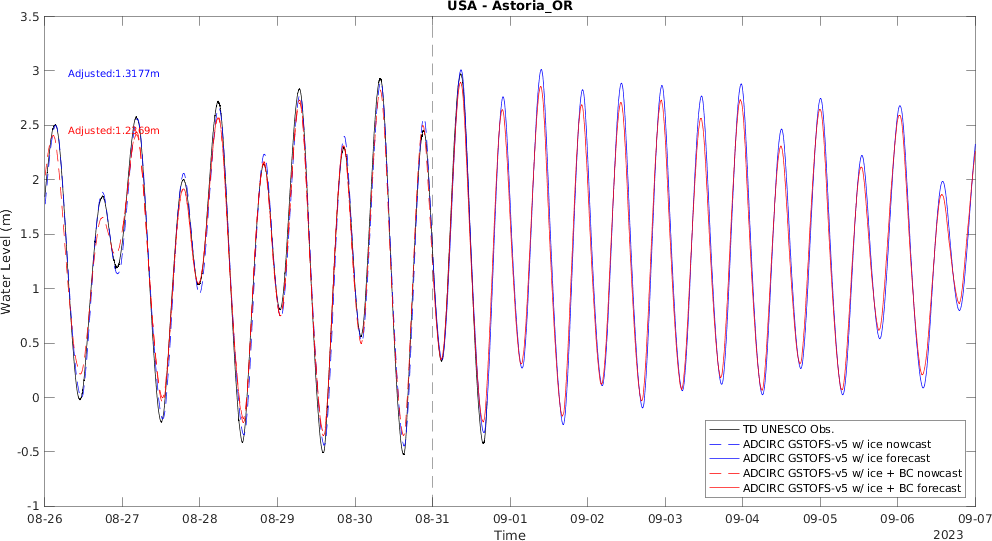 USA - Astoria_OR
3.5
3
2.5
2
1.5
1
0.5
0
-0.5
-1
Water Level (m)
Adjusted:1.3177m
Adjusted:1.2369m
TD UNESCO Obs.
ADCIRC GSTOFS-v5 w/ ice nowcast
ADCIRC GSTOFS-v5 w/ ice forecast
ADCIRC GSTOFS-v5 w/ ice + BC nowcast
ADCIRC GSTOFS-v5 w/ ice + BC forecast
08-26 08-27 08-28 08-29 08-30 08-31 09-01 09-02 09-03 09-04 09-05 09-06 09-07
Time
2023